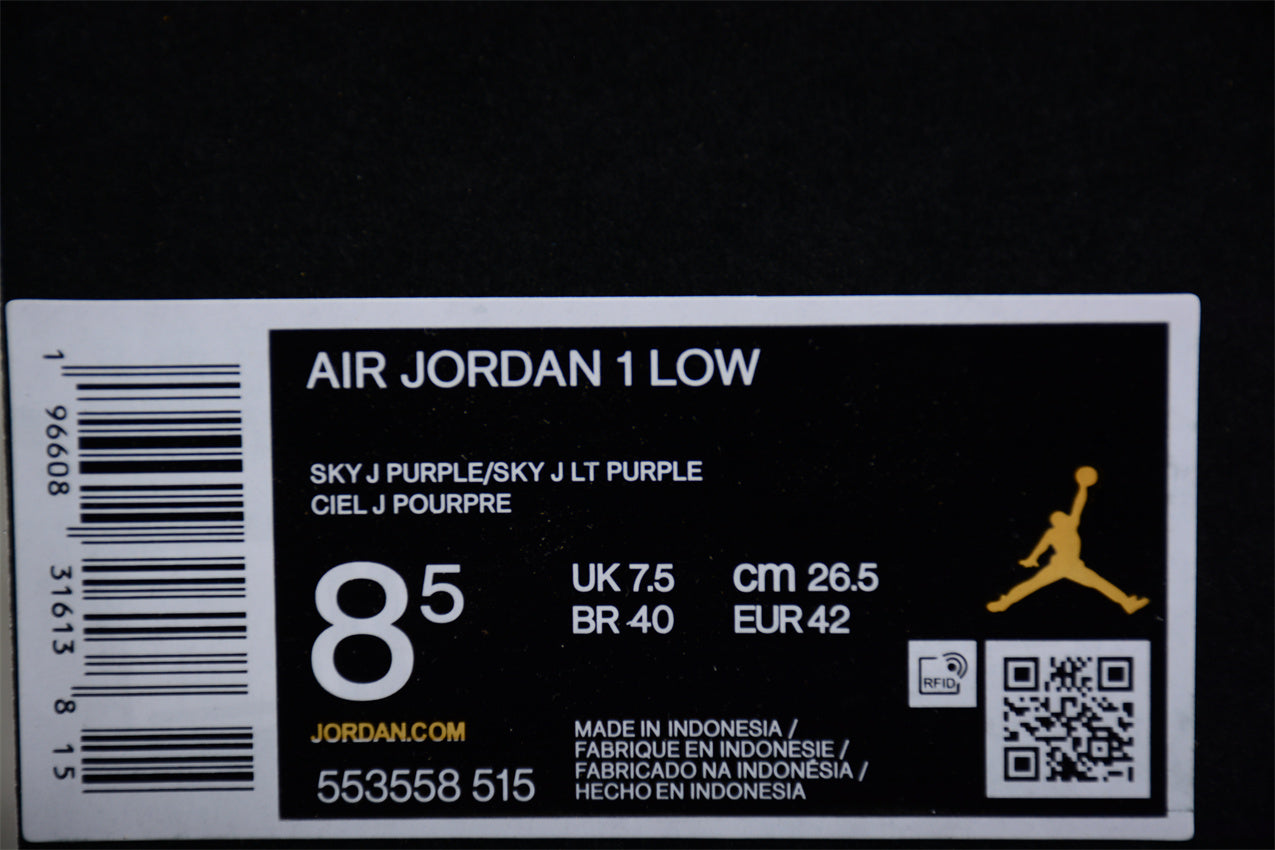 AIR JORDAN 1 LOW
SKY J PURPLE/SKY J LT PURPLE
CIEL J POURPRE
8 5
UK 7.5 cm 26.5
BR 40 EUR 42
RFID
JORDAN.COM
553558 515
MADE IN INDONESIA /
FABRIQUE EN INDONESIE /
FABRICADO NA INDONÉSIA /
HECHO EN INDONESIA
1 96608 31613 8 15